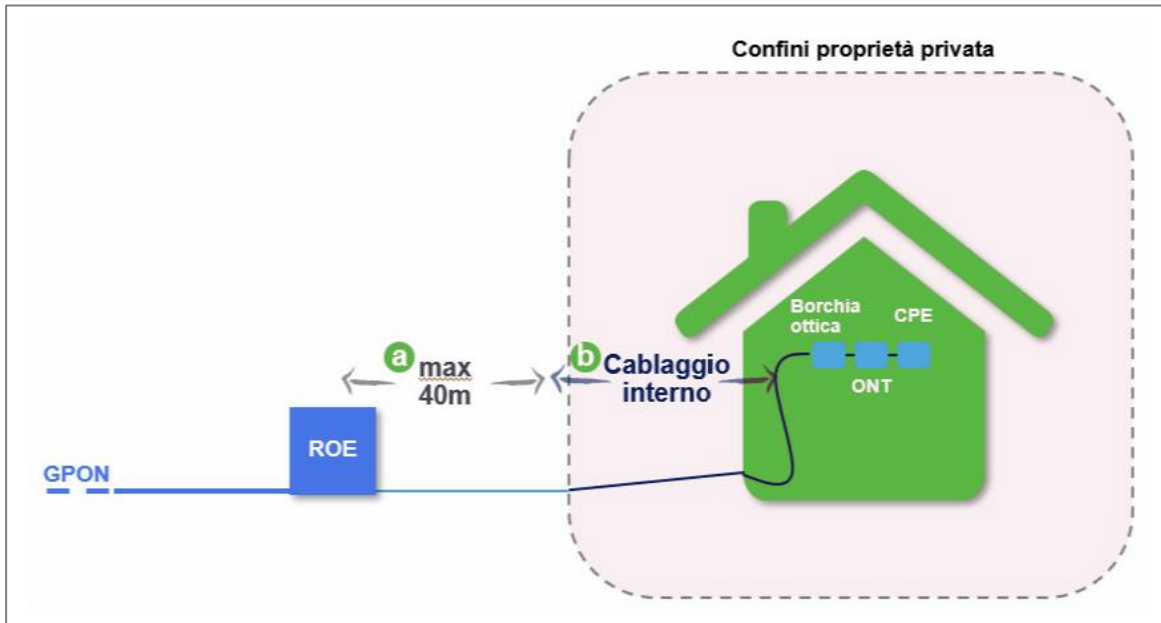 Confini proprietà privata
Borchia
ottica
CPE
ONT
a
max
40m
b
Cablaggio
interno
ROE
GPON